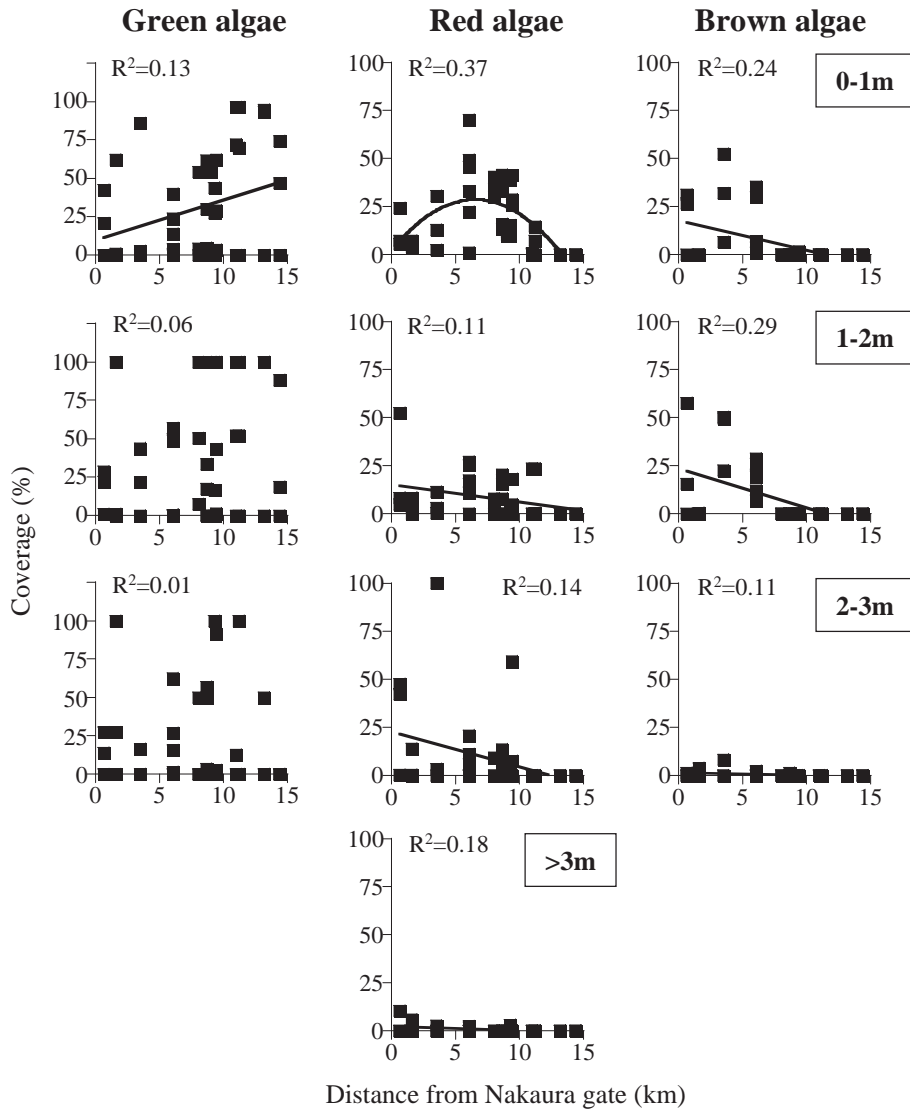 Green algae Red algae Brown algae
R²=0.13 R²=0.37 R²=0.24 0-1m
100 75 50 25 0
0 5 10 15
100 75 50 25 0
0 5 10 15
100 75 50 25 0
0 5 10 15
R²=0.06 R²=0.11 R²=0.29 1-2m
100 75 50 25 0
0 5 10 15
100 75 50 25 0
0 5 10 15
100 75 50 25 0
0 5 10 15
Coverage (%)
R²=0.01 R²=0.14 R²=0.11 2-3m
100 75 50 25 0
0 5 10 15
100 75 50 25 0
0 5 10 15
100 75 50 25 0
0 5 10 15
R²=0.18 >3m
100 75 50 25 0
0 5 10 15
Distance from Nakaura gate (km)